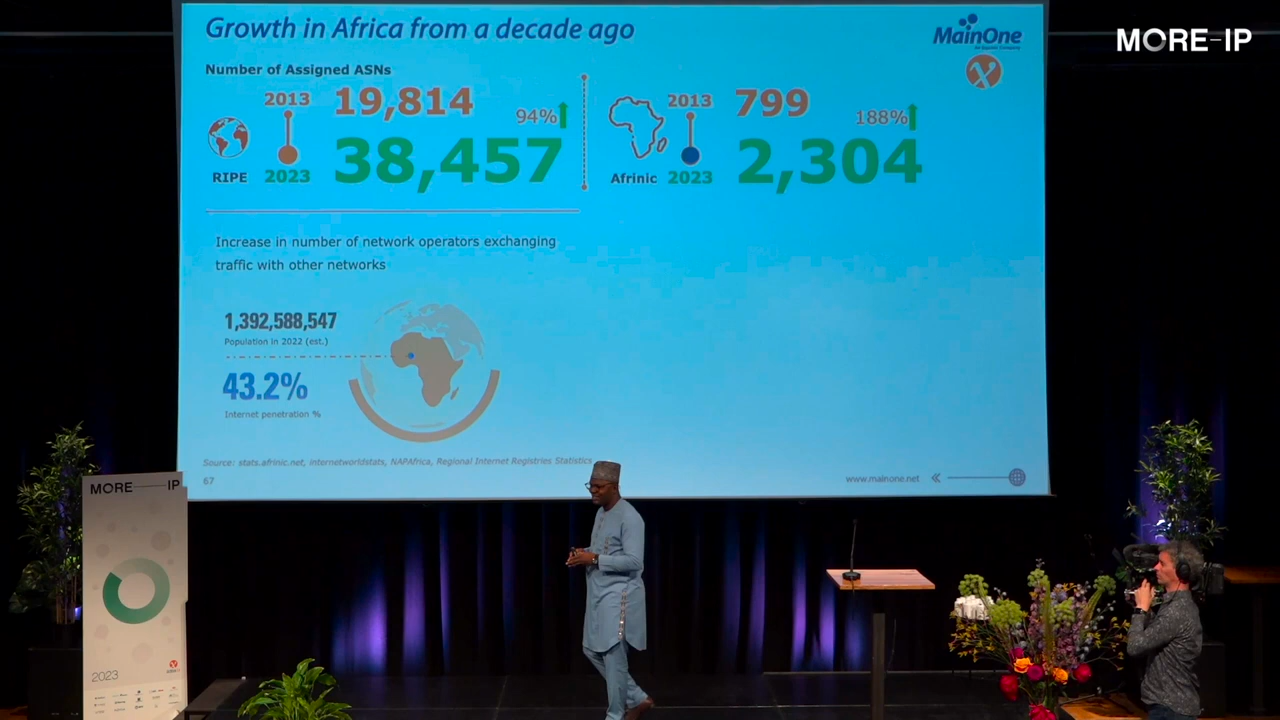 Growth in Africa from a decade ago
MainOne
MORE-IP
Number of Assigned ASNs
2013 19,814
94%
RIPE 2023 38,457
2013 799
188%
Afrinic 2023 2,304
Increase in number of network operators exchanging
traffic with other networks
1,392,588,547
Population in 2022 (est.)
43.2%
Internet penetration %
Source: stats.afrinic.net, internetworldstats, NAPAfrica, Regional Internet Registries Statistics
67
www.mainone.net
MORE IP
2023